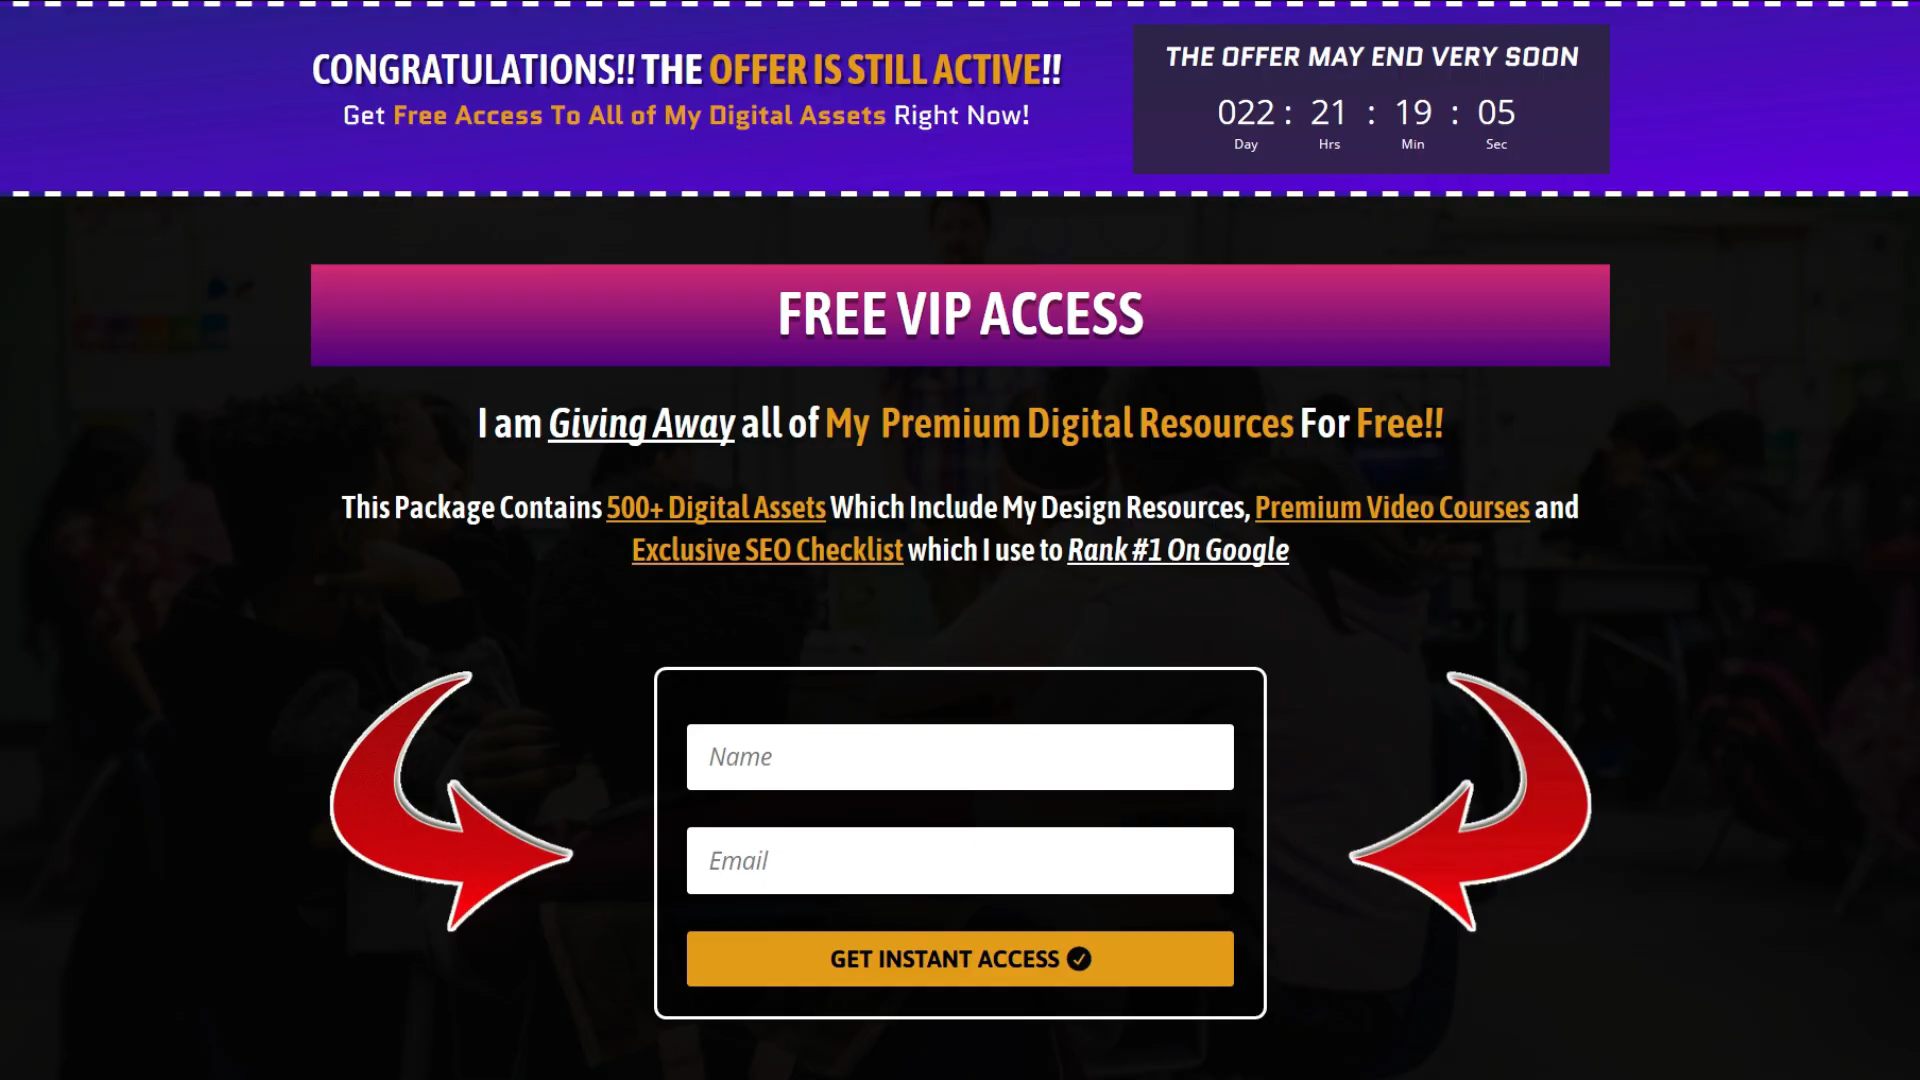 CONGRATULATIONS!! THE OFFER IS STILL ACTIVE!!
Get Free Access To All of My Digital Assets Right Now!
THE OFFER MAY END VERY SOON
022 : 21 : 19 : 05
Day Hrs Min Sec
FREE VIP ACCESS
I am Giving Away all of My Premium Digital Resources For Free!!
This Package Contains 500+ Digital Assets Which Include My Design Resources, Premium Video Courses and
Exclusive SEO Checklist which I use to Rank #1 On Google
Name
Email
GET INSTANT ACCESS